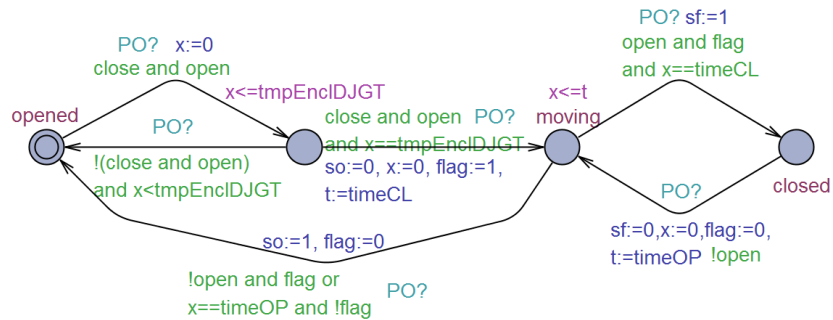 PO? x:=0
close and open
PO? sf:=1
open and flag
and x==timeCL
x<=tmpEnclDJGT
x<=t
opened
PO?
close and open PO?
moving
and x==tmpEnclDJGT
!(close and open)
and x<tmpEnclDJGT
so:=0, x:=0, flag:=1,
t:=timeCL
closed
PO?
sf:=0,x:=0,flag:=0,
t:=timeOP !open
so:=1, flag:=0
!open and flag or
x==timeOP and !flag
PO?